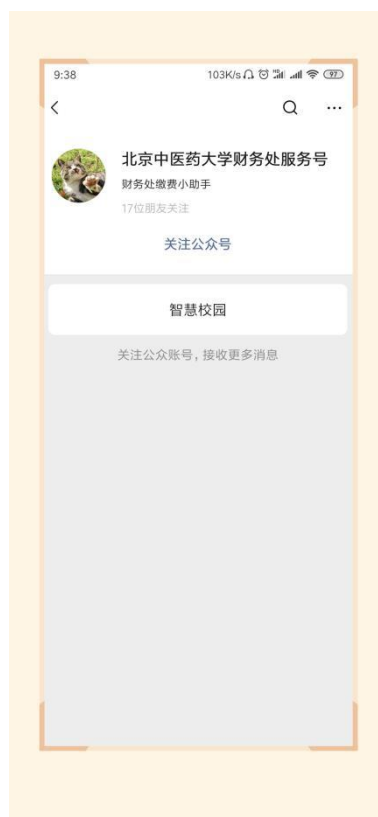 9:38
103K/s 97
北京中医药大学财务处服务号
财务处缴费小助手
17位朋友关注
关注公众号
智慧校园
关注公众账号，接收更多消息